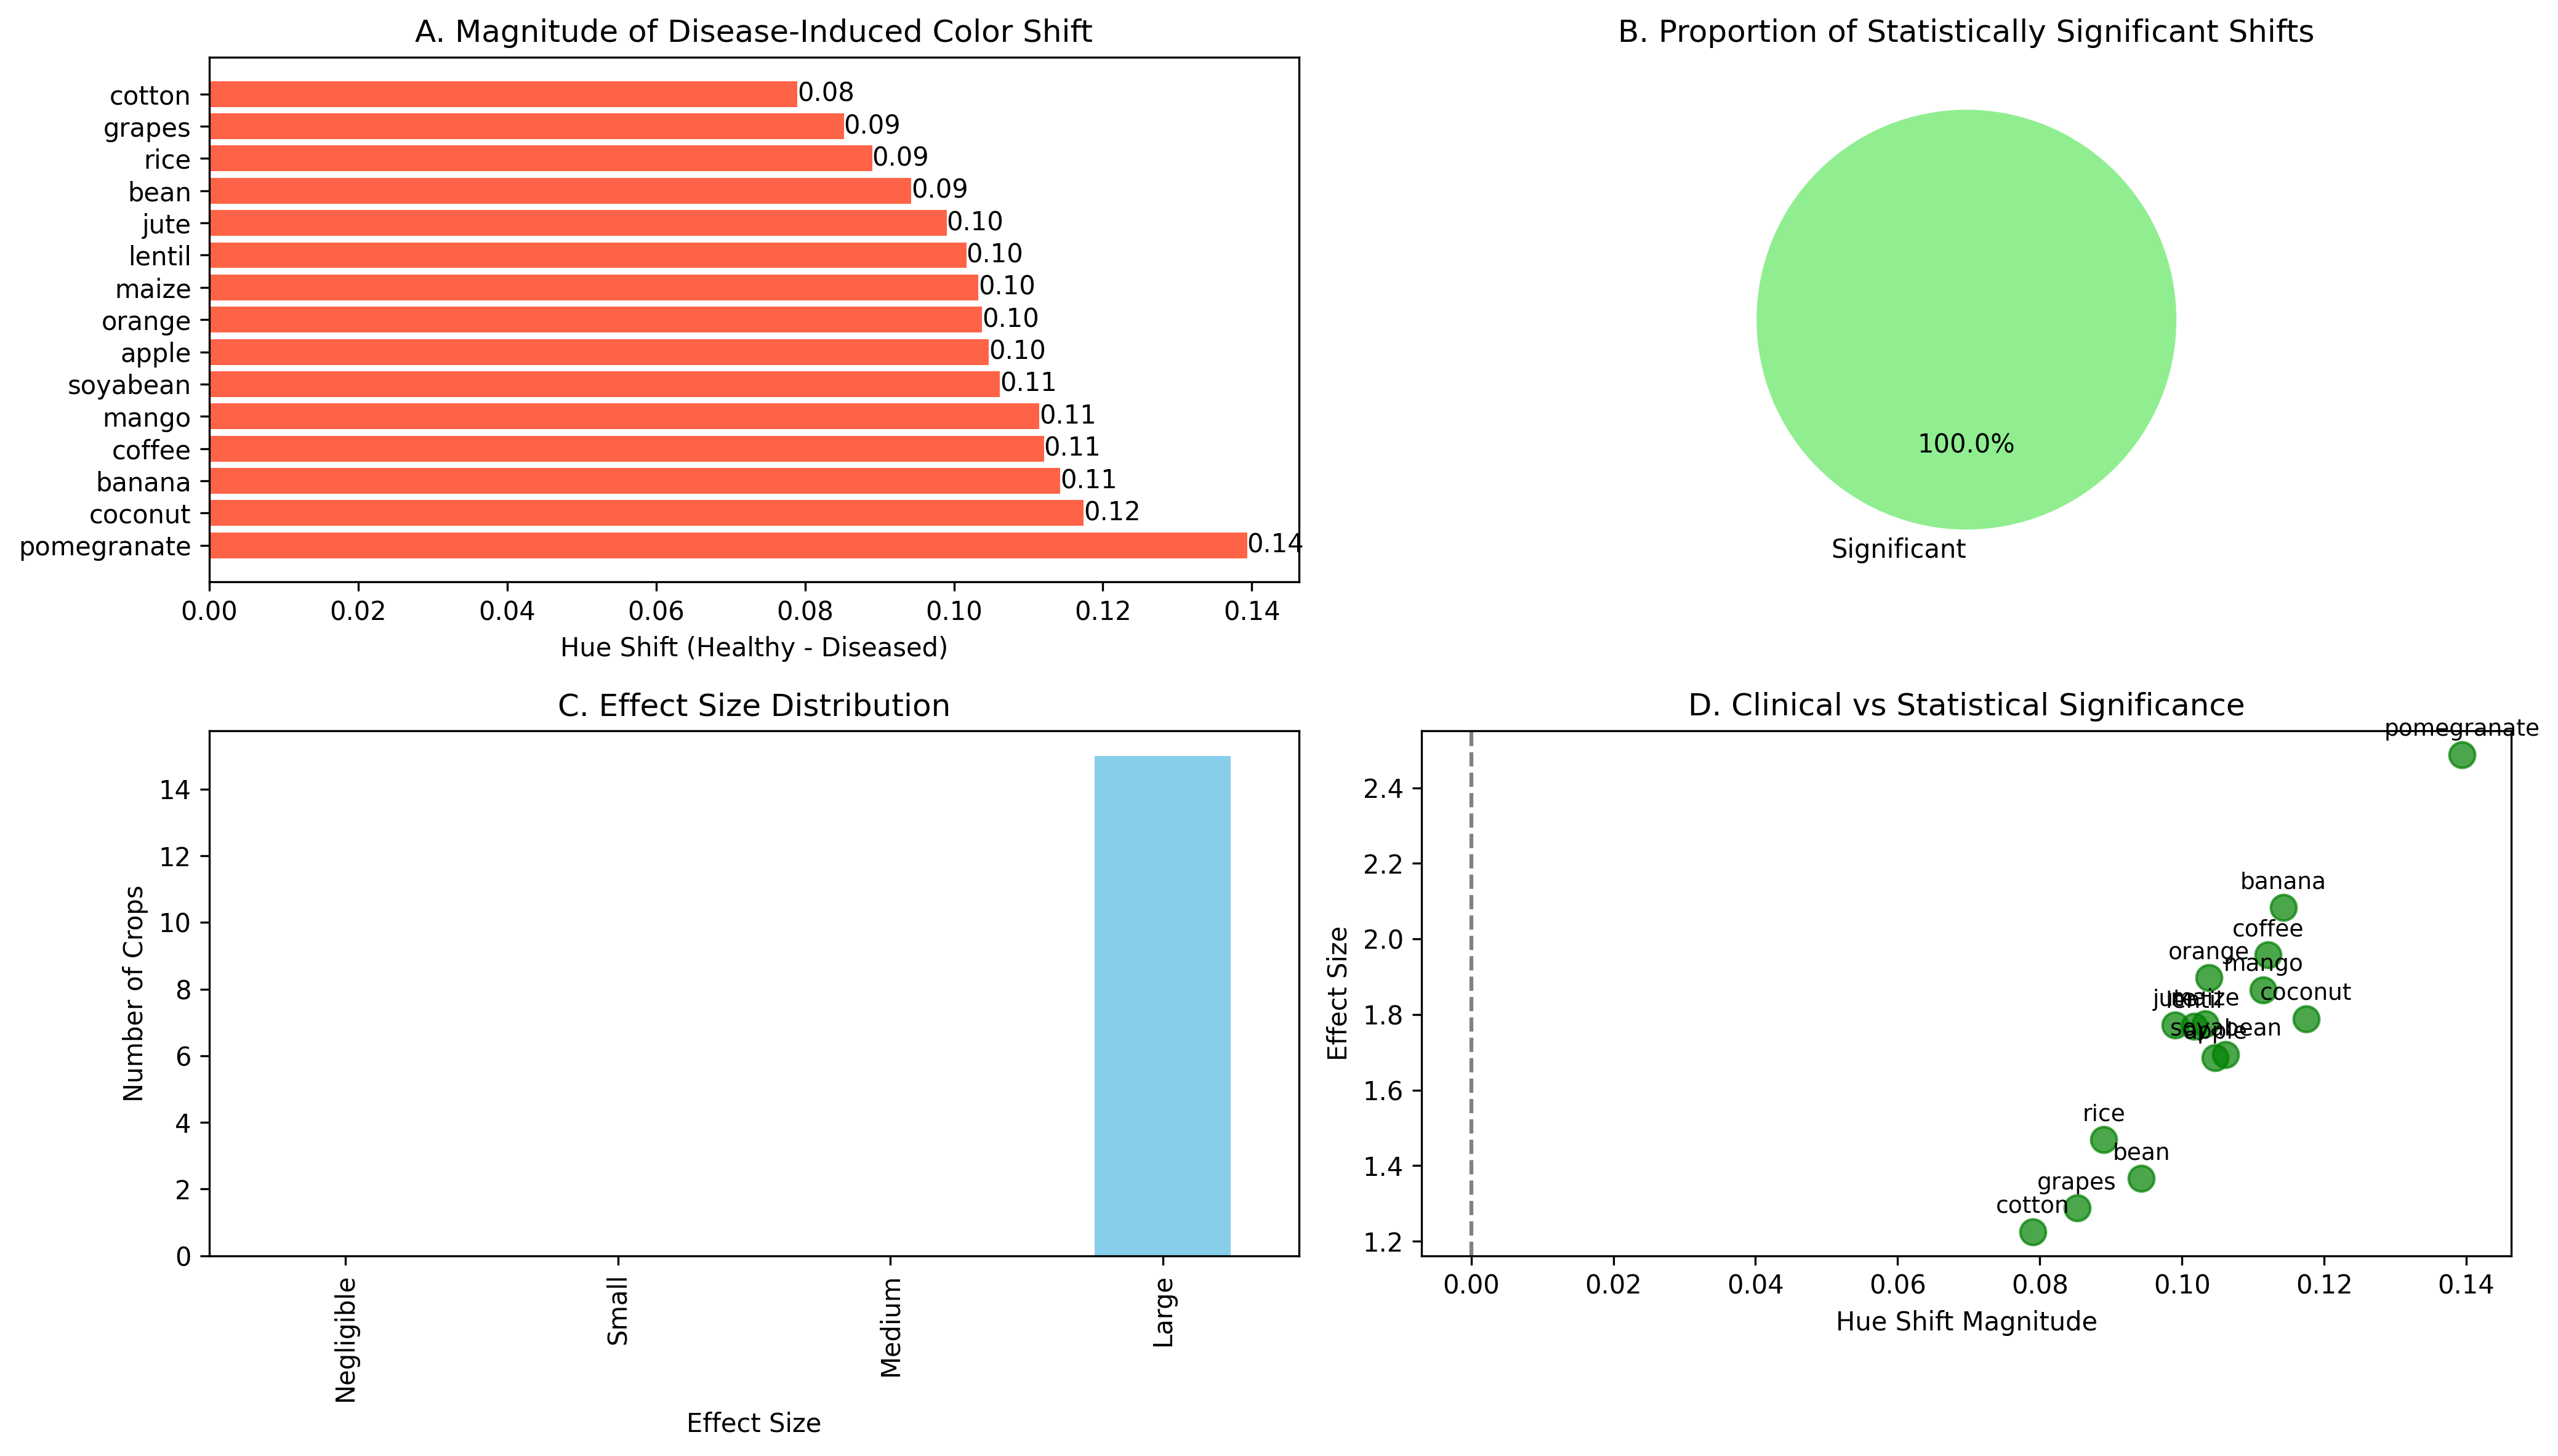 A. Magnitude of Disease-Induced Color Shift
cotton
0.08
grapes
0.09
rice
0.09
bean
0.09
jute
0.10
lentil
0.10
maize
0.10
orange
0.10
apple
0.10
soyabean
0.11
mango
0.11
coffee
0.11
banana
0.11
coconut
0.12
pomegranate
0.14
0.00 0.02 0.04 0.06 0.08 0.10 0.12 0.14
Hue Shift (Healthy - Diseased)
B. Proportion of Statistically Significant Shifts
100.0%
Significant
C. Effect Size Distribution
Number of Crops
14
12
10
8
6
4
2
0
Negligible
Small
Medium
Large
Effect Size
D. Clinical vs Statistical Significance
Effect Size
2.4
2.2
2.0
1.8
1.6
1.4
1.2
pomegranate
banana
coffee
orange
mango
coconut
jute
lentil
maize
soyabean
apple
rice
bean
grapes
cotton
0.00 0.02 0.04 0.06 0.08 0.10 0.12 0.14
Hue Shift Magnitude